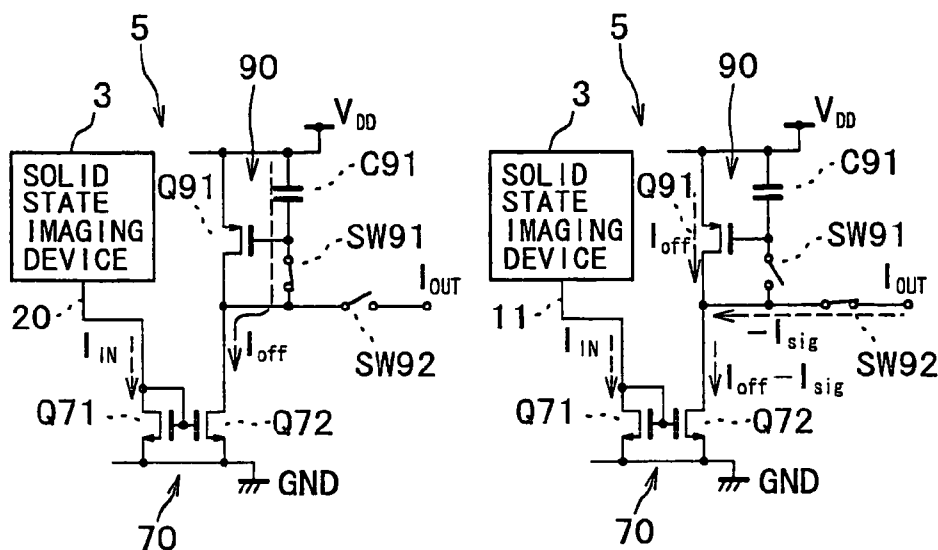 5
90
3
V_DD
SOLID
STATE
IMAGING
DEVICE
Q91
C91
SW91
I_OUT
20
I_IN
I_off
SW92
Q71
Q72
GND
70
5
90
3
V_DD
SOLID
STATE
IMAGING
DEVICE
Q91
C91
I_off
SW91
I_OUT
11
I_IN
-I_sig
SW92
I_off-I_sig
Q71
Q72
GND
70